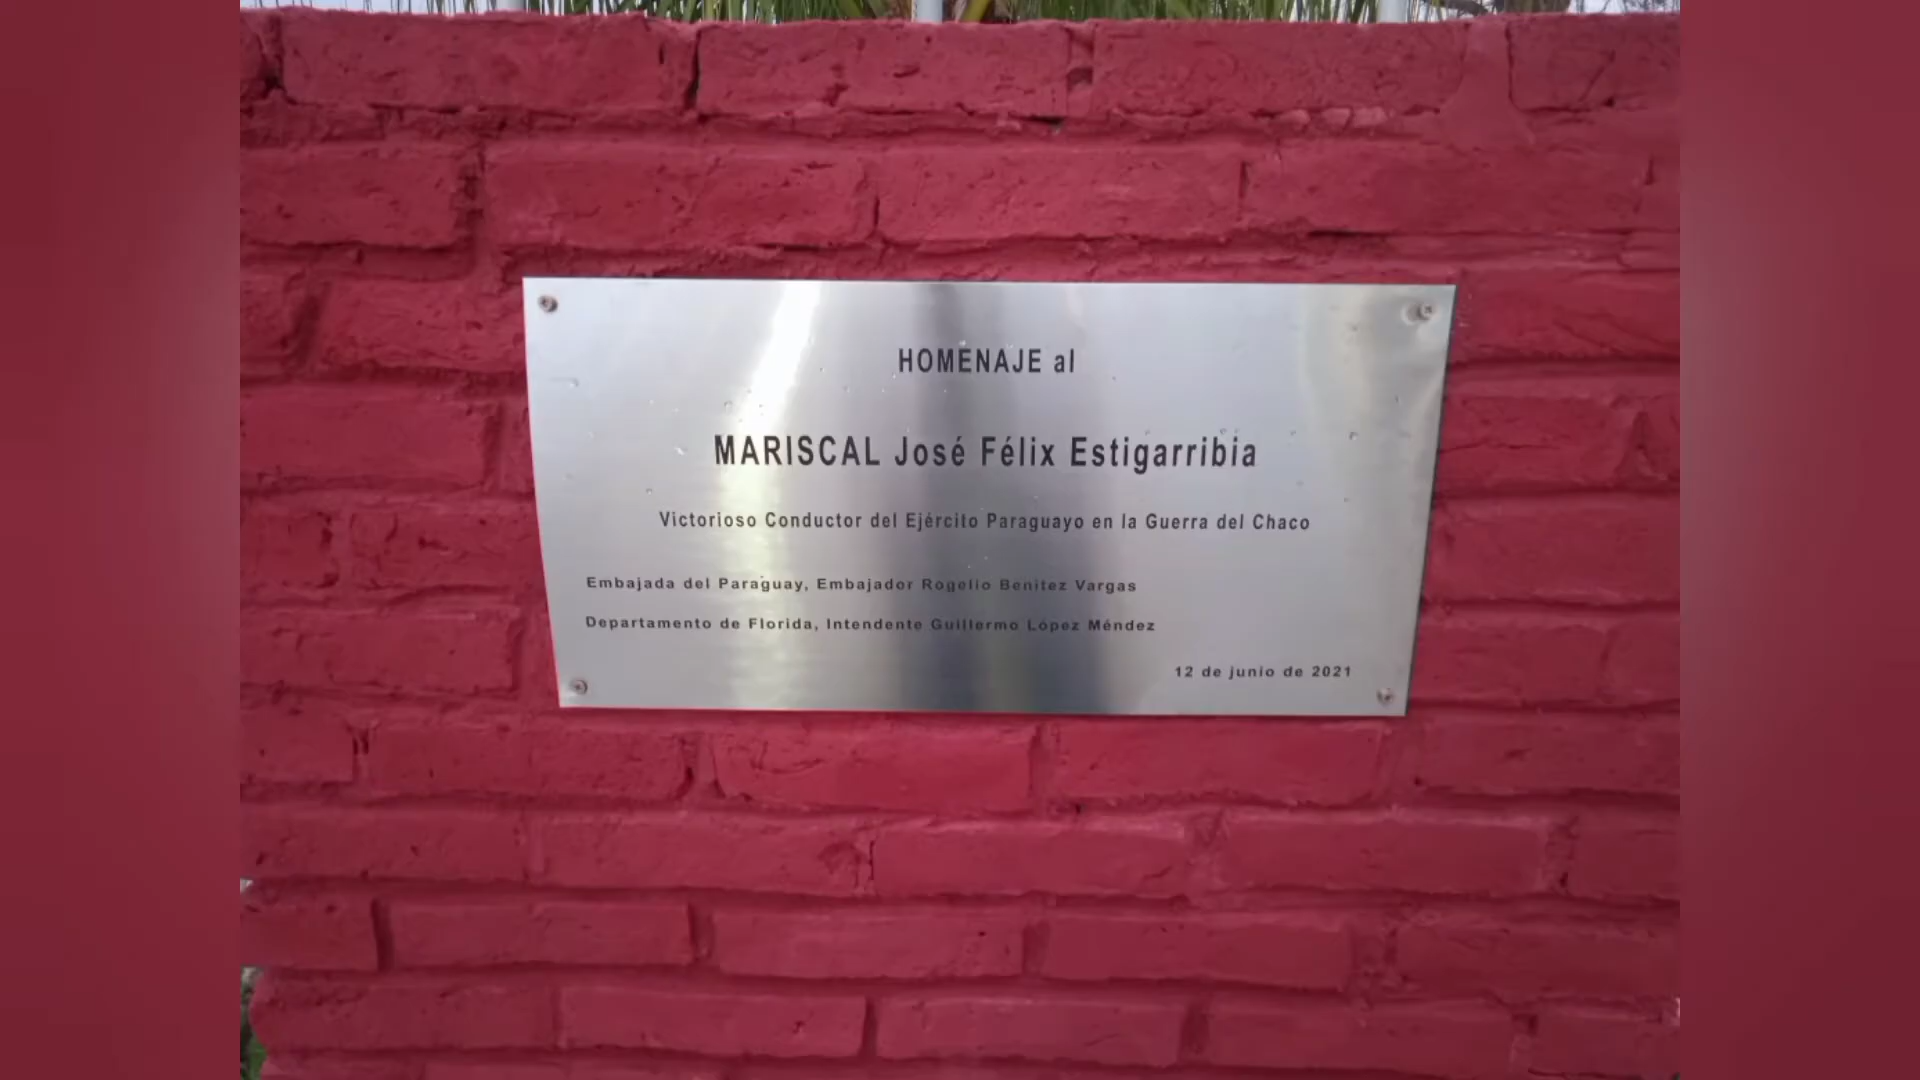 HOMENAJE al
MARISCAL José Félix Estigarribia
Victorioso Conductor del Ejército Paraguayo en la Guerra del Chaco
Embajada del Paraguay, Embajador Rogelio Benitez Vargas
Departamento de Florida, Intendente Guillermo López Méndez
12 de junio de 2021